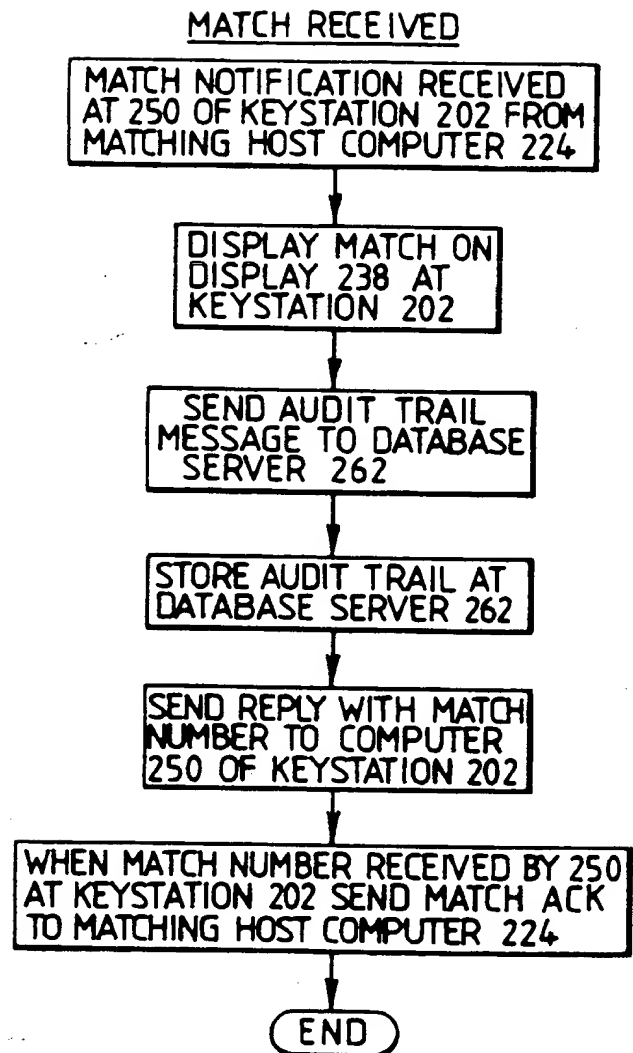 MATCH RECEIVED
MATCH NOTIFICATION RECEIVED
AT 250 OF KEYSTATION 202 FROM
MATCHING HOST COMPUTER 224
DISPLAY MATCH ON
DISPLAY 238 AT
KEYSTATION 202
SEND AUDIT TRAIL
MESSAGE TO DATABASE
SERVER 262
STORE AUDIT TRAIL AT
DATABASE SERVER 262
SEND REPLY WITH MATCH
NUMBER TO COMPUTER
250 OF KEYSTATION 202
WHEN MATCH NUMBER RECEIVED BY 250
AT KEYSTATION 202 SEND MATCH ACK
TO MATCHING HOST COMPUTER 224
END